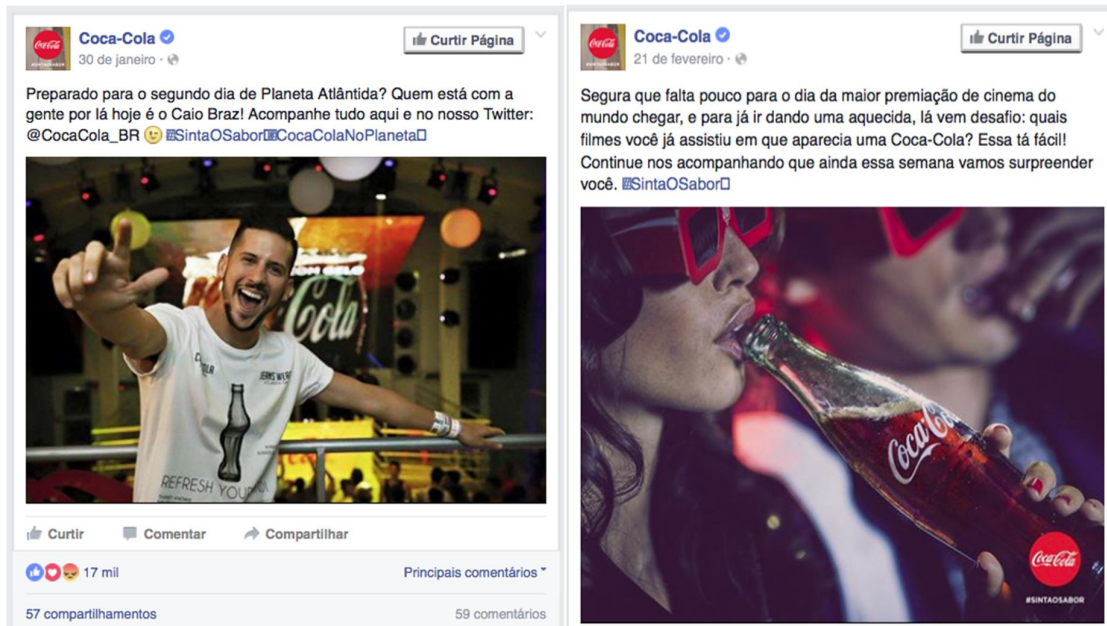 Coca-Cola
Curtir Página
30 de janeiro
Preparado para o segundo dia de Planeta Atlântida? Quem está com a
gente por lá hoje é o Caio Braz! Acompanhe tudo aqui e no nosso Twitter:
@CocaCola_BR 😉 #SintaOSabor #CocaColaNoPlaneta
Cola
JEANS WEAR
REFRESH YOUR
Curtir
Comentar
Compartilhar
17 mil
Principais comentários
57 compartilhamentos
59 comentários
Coca-Cola
Curtir Página
21 de fevereiro
Segura que falta pouco para o dia da maior premiação de cinema do
mundo chegar, e para já ir dando uma aquecida, lá vem desafio: quais
filmes você já assistiu em que aparecia uma Coca-Cola? Essa tá fácil!
Continue nos acompanhando que ainda essa semana vamos surpreender
você. #SintaOSabor
Coca-Cola
Coca-Cola
#SINTAOSABOR